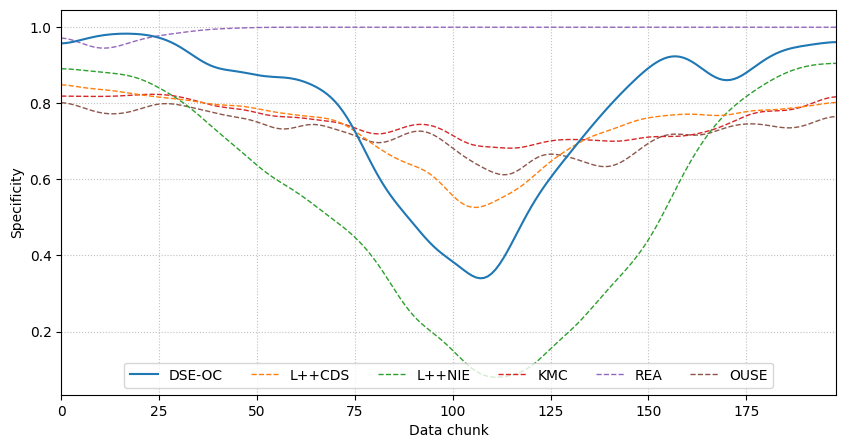 1.0
0.8
0.6
0.4
0.2
Specificity
DSE-OC L++CDS L++NIE KMC REA OUSE
0 25 50 75 100 125 150 175
Data chunk